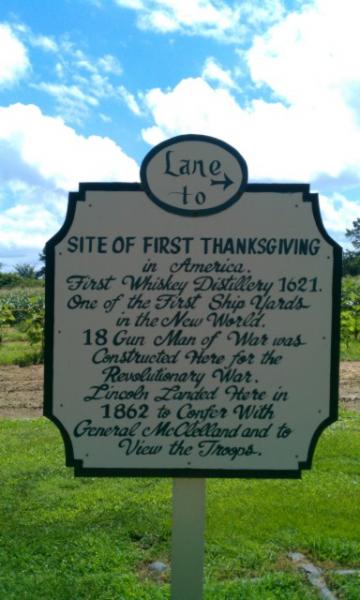 Lane
to →
SITE OF FIRST THANKSGIVING
in America.
First Whiskey Distillery 1621.
One of the First Ship Yards
in the New World.
18 Gun Man of War was
Constructed Here for the
Revolutionary War.
Lincoln Landed Here in
1862 to Confer With
General McClelland and to
View the Troops.